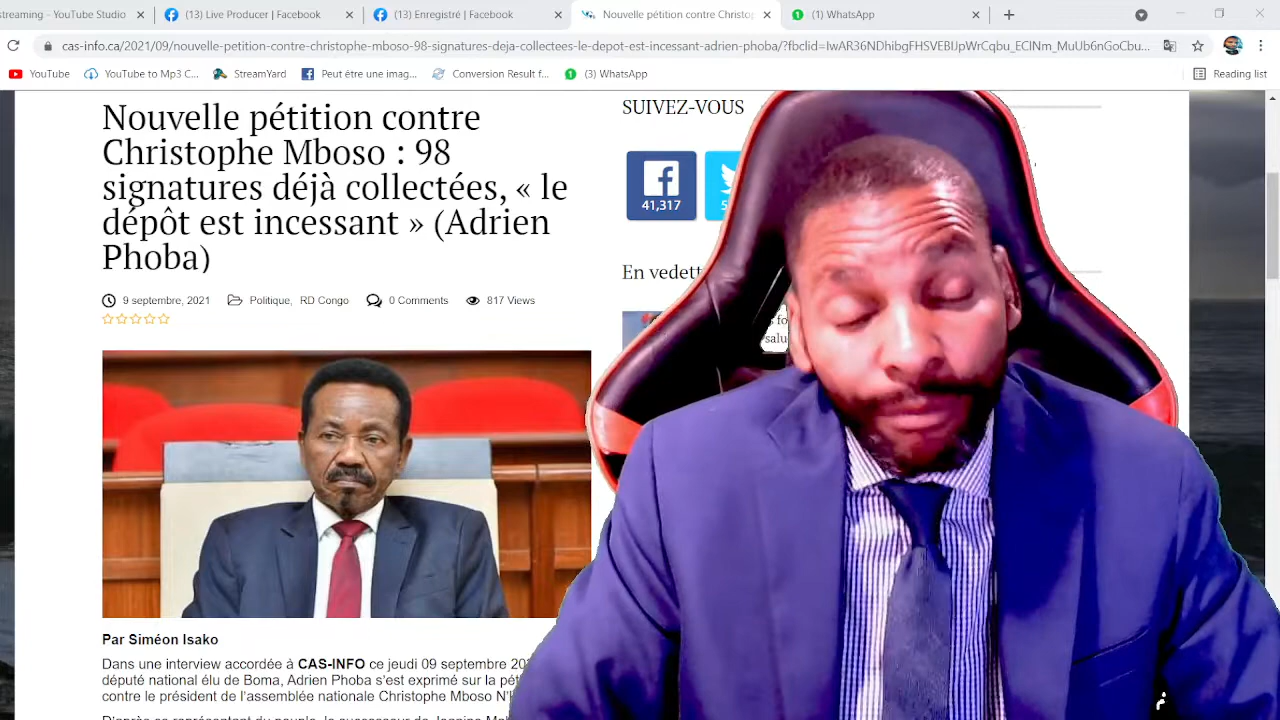 streaming - YouTube Studio
(13) Live Producer | Facebook
(13) Enregistré | Facebook
Nouvelle pétition contre Christop
(1) WhatsApp
cas-info.ca/2021/09/nouvelle-petition-contre-christophe-mboso-98-signatures-deja-collectees-le-depot-est-incessant-adrien-phoba/?fbclid=
YouTube
YouTube to Mp3 C...
StreamYard
Peut être une imag...
Conversion Result f...
(3) WhatsApp
Reading list
Nouvelle pétition contre
Christophe Mboso : 98
signatures déjà collectées, « le
dépôt est incessant » (Adrien
Phoba)
9 septembre, 2021
Politique, RD Congo
0 Comments
817 Views
SUIVEZ-VOUS
41,317
En vedett
Par Siméon Isako
Dans une interview accordée à CAS-INFO ce jeudi 09 septembre 20
député national élu de Boma, Adrien Phoba s'est exprimé sur la pét
contre le président de l'assemblée nationale Christophe Mboso N'